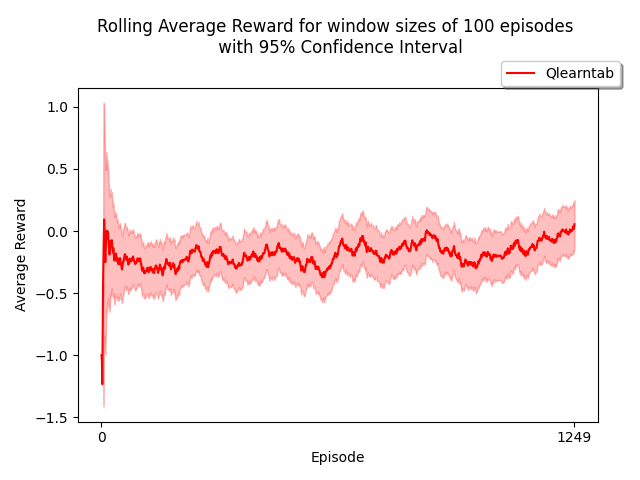 Rolling Average Reward for window sizes of 100 episodes
with 95% Confidence Interval
Qlearntab
1.0
0.5
0.0
−0.5
−1.0
−1.5
Average Reward
0
1249
Episode